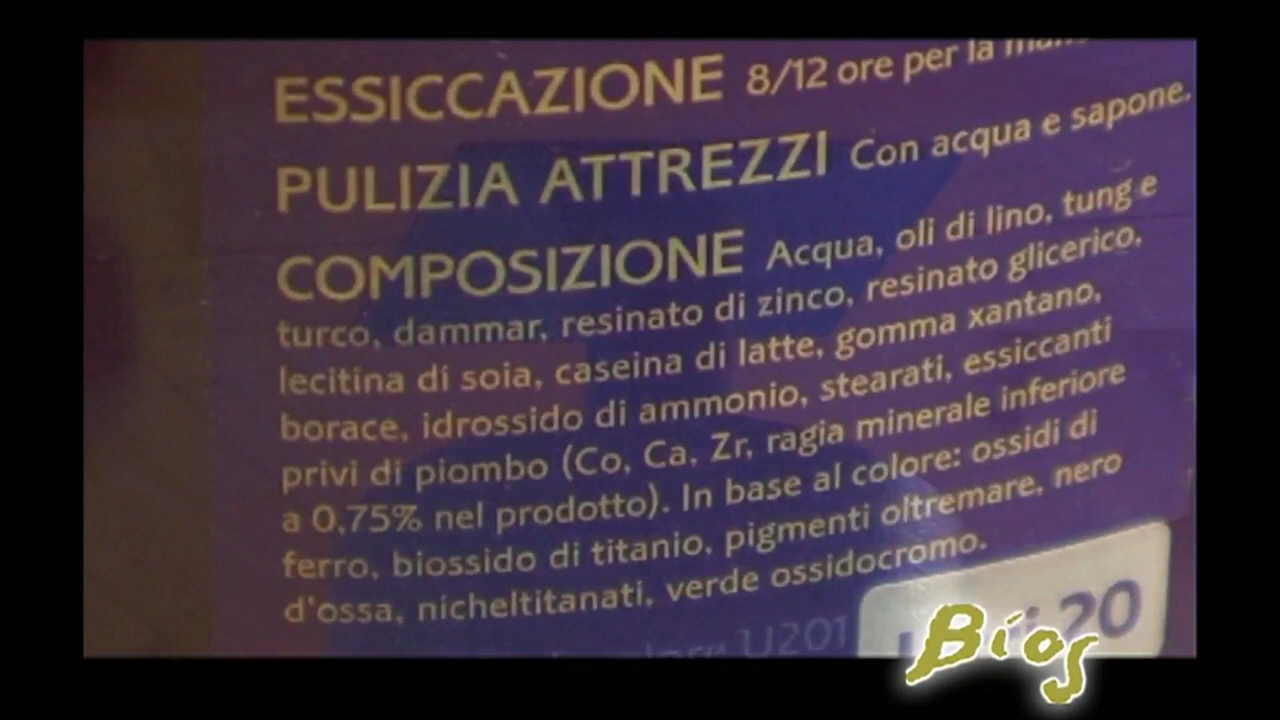 ESSICCAZIONE 8/12 ore per la
PULIZIA ATTREZZI Con acqua e sapone.
COMPOSIZIONE Acqua, oli di lino, tung e
turco, dammar, resinato di zinco, resinato glicerico,
lecitina di soia, caseina di latte, gomma xantano,
borace, idrossido di ammonio, stearati, essiccanti
privi di piombo (Co, Ca, Zr, ragia minerale inferiore
a 0,75% nel prodotto). In base al colore: ossidi di
ferro, biossido di titanio, pigmenti oltremare, nero
d'ossa, nicheltitanati, verde ossidocromo.
U201
20
Bios